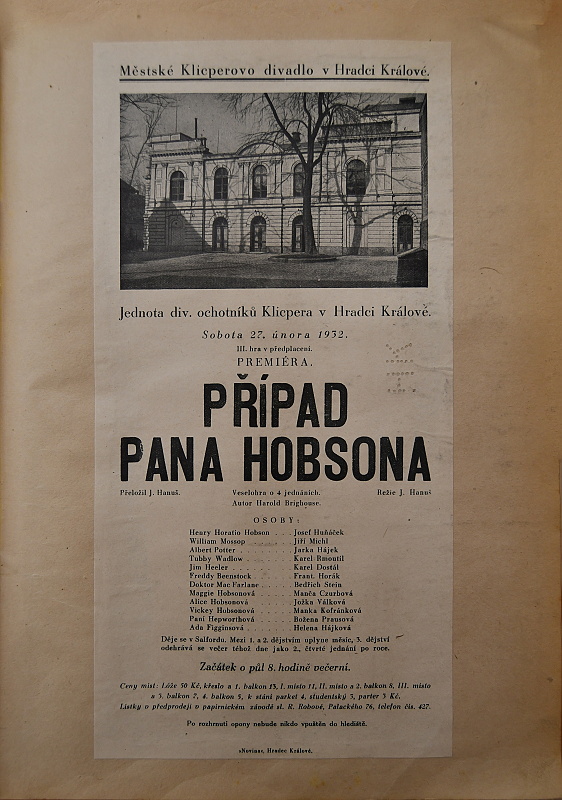 Městské Klicperovo divadlo v Hradci Králové.
Jednota div. ochotníků Klicpera v Hradci Králové.
Sobota 27. února 1932.
III. hra v předplacení.
PREMIÉRA.
PŘÍPAD
PANA HOBSONA
Přeložil J. Hanuš. Veselohra o 4 jednáních. Režie J. Hanuš
Autor Harold Brighouse.
OSOBY:
Henry Horatio Hobson . . . Josef Huňáček
William Mossop . . . . . Jiří Michl
Albert Potter . . . . . . Jarka Hájek
Tubby Wadlow . . . . . Karel Rmoutil
Jim Heeler . . . . . . Karel Dostál
Freddy Beenstock . . . . Frant. Horák
Doktor Mac Farlane . . . . Bedřich Stein
Maggie Hobsonová . . . . Manča Czurbová
Alice Hobsonová . . . . . Jožka Válková
Vickey Hobsonová . . . . Manka Kofránková
Paní Hepworthová . . . . Božena Prausová
Ada Figginsová . . . . . Helena Hájková
Děje se v Salfordu. Mezi 1. a 2. dějstvím uplyne měsíc, 3. dějství
odehrává se večer téhož dne jako 2., čtvrté jednání po roce.
Začátek o půl 8. hodině večerní.
Ceny míst: Lóže 50 Kč, křeslo a 1. balkon 13, I. místo 11, II. místo a 2. balkon 8, III. místo
a 3. balkon 7, 4. balkon 5, k stání parket 4, studentský 3, parter 3 Kč.
Lístky v předprodeji v papírnickém závodě sl. R. Robové, Palackého 76, telefon čís. 427.
Po rozhrnutí opony nebude nikdo vpuštěn do hlediště.
»Novina«, Hradec Králové.